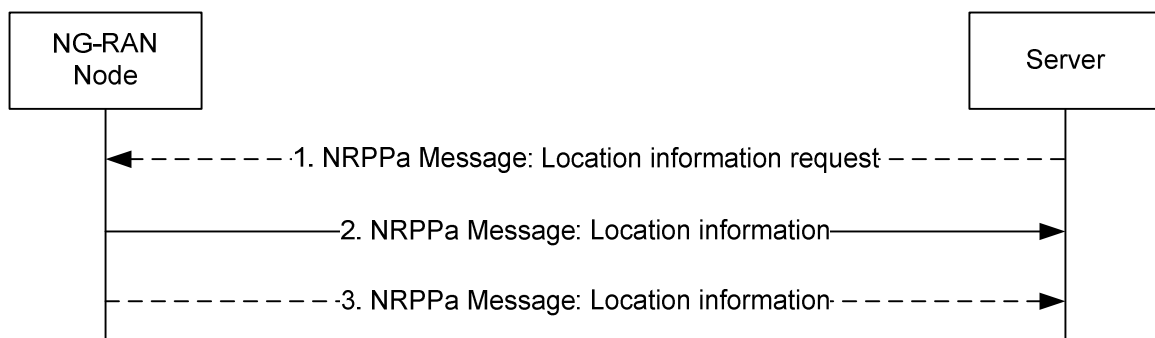 NG-RAN
Node
Server
1. NRPPa Message: Location information request
2. NRPPa Message: Location information
3. NRPPa Message: Location information